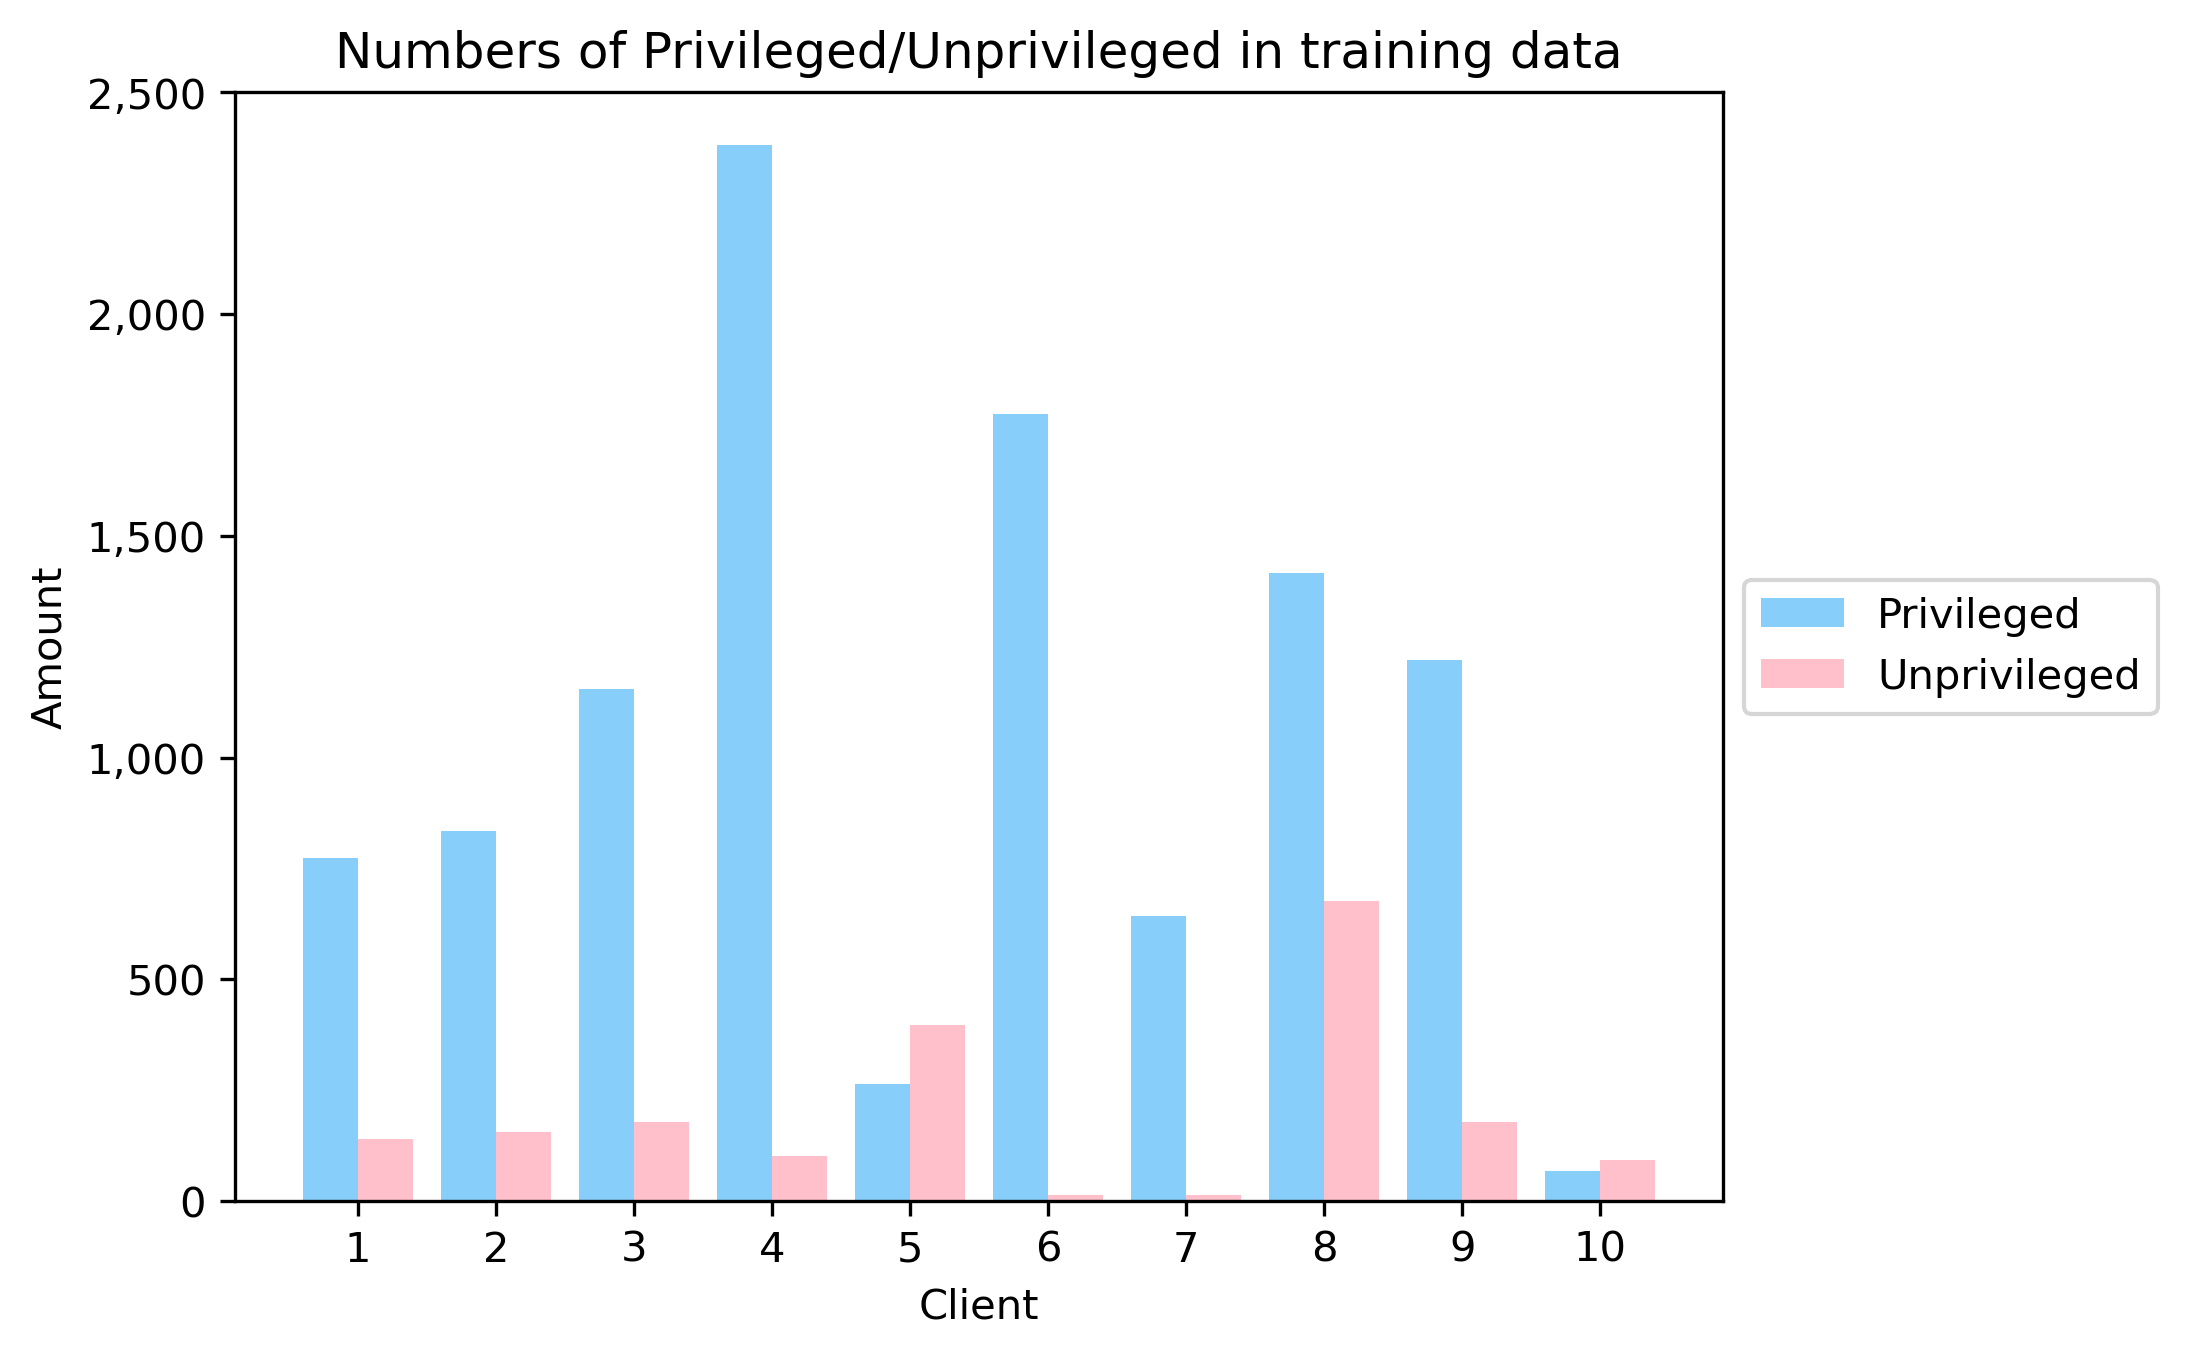 Numbers of Privileged/Unprivileged in training data
2,500
2,000
1,500
1,000
500
0
Amount
1 2 3 4 5 6 7 8 9 10
Client
Privileged
Unprivileged